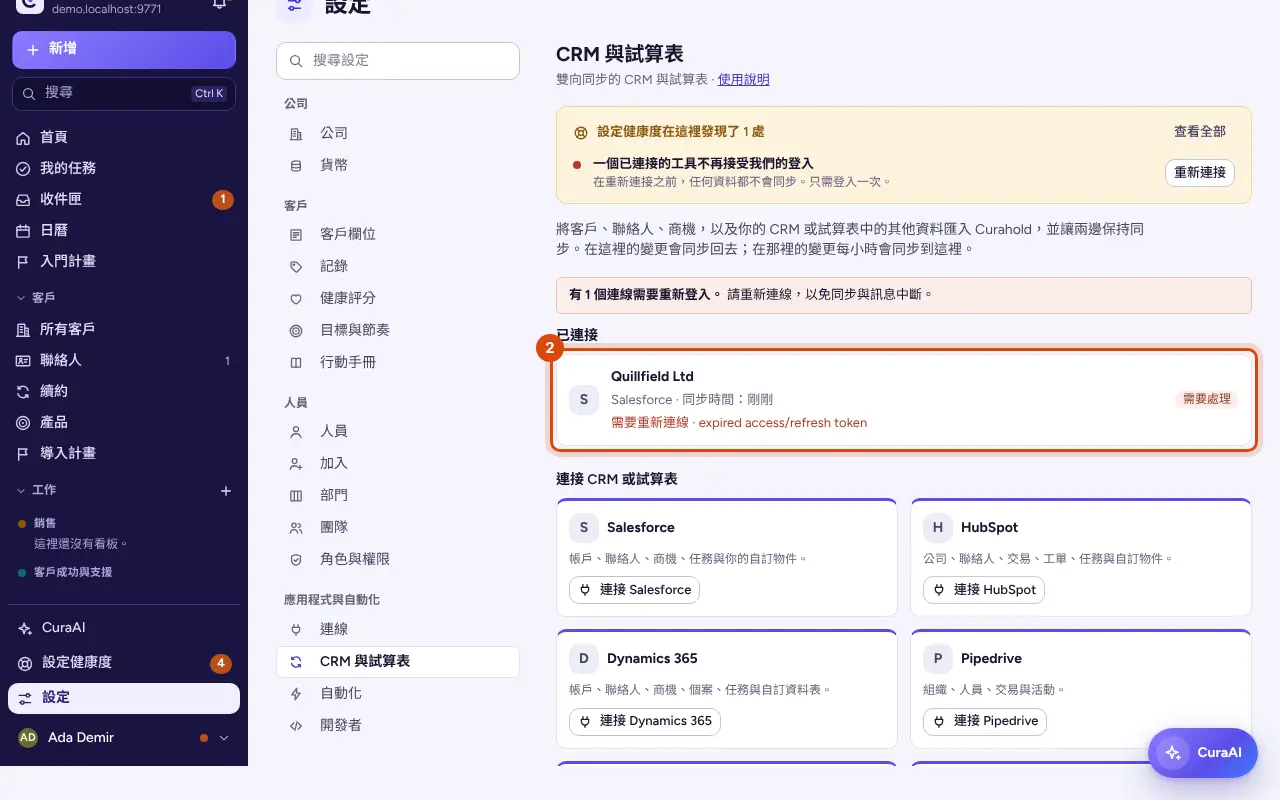 demo.localhost:9771
新增
搜尋
Ctrl K
首頁
我的任務
收件匣
1
日曆
入門計畫
客戶
所有客戶
聯絡人
1
續約
產品
導入計畫
工作
銷售
這裡還沒有看板。
客戶成功與支援
CuraAI
設定健康度
4
設定
AD
Ada Demir
設定
搜尋設定
公司
公司
貨幣
客戶
客戶欄位
記錄
健康評分
目標與節奏
行動手冊
人員
人員
加入
部門
團隊
角色與權限
應用程式與自動化
連線
CRM 與試算表
自動化
開發者
CRM 與試算表
雙向同步的 CRM 與試算表 · 使用說明
設定健康度在這裡發現了 1 處
查看全部
一個已連接的工具不再接受我們的登入
在重新連接之前，任何資料都不會同步。只需登入一次。
重新連接
將客戶、聯絡人、商機，以及你的 CRM 或試算表中的其他資料匯入 Curahold，並讓兩邊保持同
步。在這裡的變更會同步回去；在那裡的變更每小時會同步到這裡。
有 1 個連線需要重新登入。 請重新連線，以免同步與訊息中斷。
已連接
2
S
Quillfield Ltd
Salesforce · 同步時間：剛剛
需要重新連線 · expired access/refresh token
需要處理
連接 CRM 或試算表
S
Salesforce
帳戶、聯絡人、商機、任務與你的自訂物件。
連接 Salesforce
H
HubSpot
公司、聯絡人、交易、工單、任務與自訂物件。
連接 HubSpot
D
Dynamics 365
帳戶、聯絡人、商機、個案、任務與自訂資料表。
連接 Dynamics 365
P
Pipedrive
組織、人員、交易與活動。
連接 Pipedrive
CuraAI